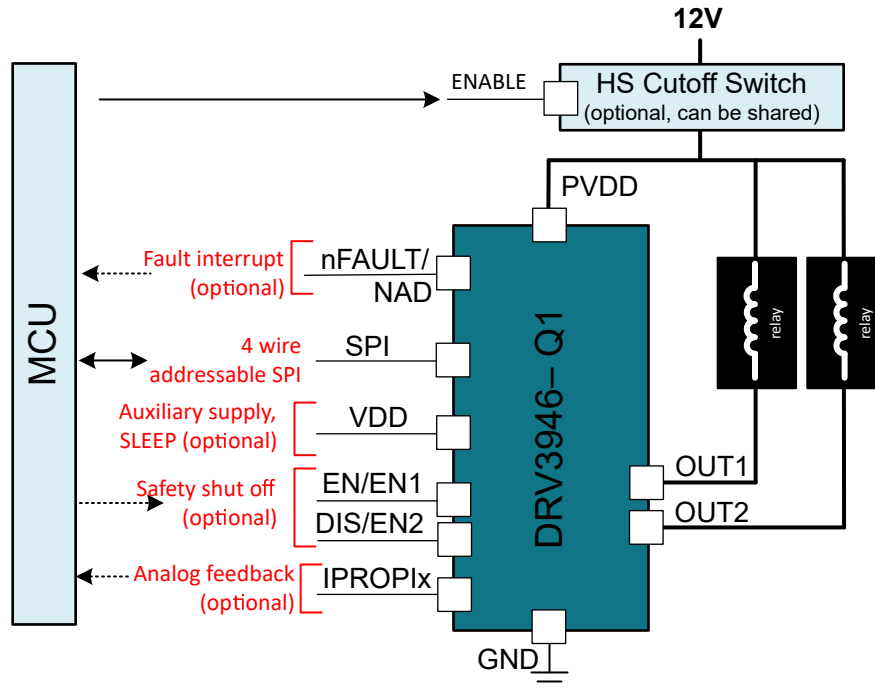 12V
HS Cutoff Switch
(optional, can be shared)
ENABLE
PVDD
MCU
Fault interrupt
(optional)
nFAULT/
NAD
4 wire
addressable SPI
SPI
Auxiliary supply,
SLEEP (optional)
VDD
Safety shut off
(optional)
EN/EN1
DIS/EN2
Analog feedback
(optional)
IPROPIx
DRV3946– Q1
relay
relay
OUT1
OUT2
GND